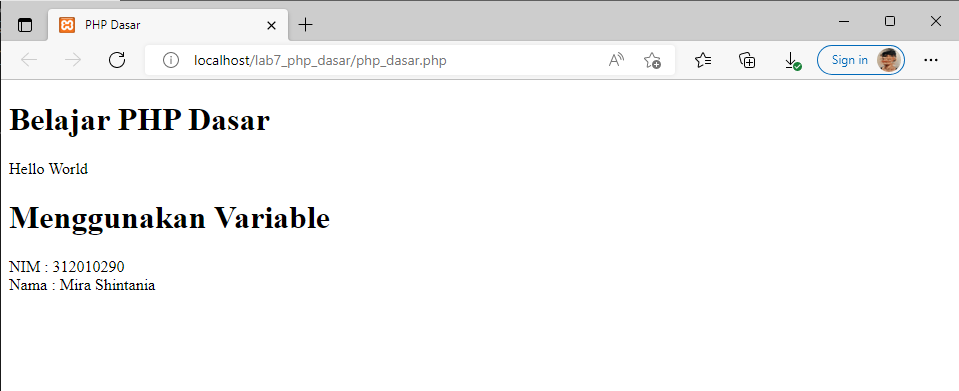 PHP Dasar
localhost/lab7_php_dasar/php_dasar.php
Sign in
Belajar PHP Dasar
Hello World
Menggunakan Variable
NIM : 312010290
Nama : Mira Shintania